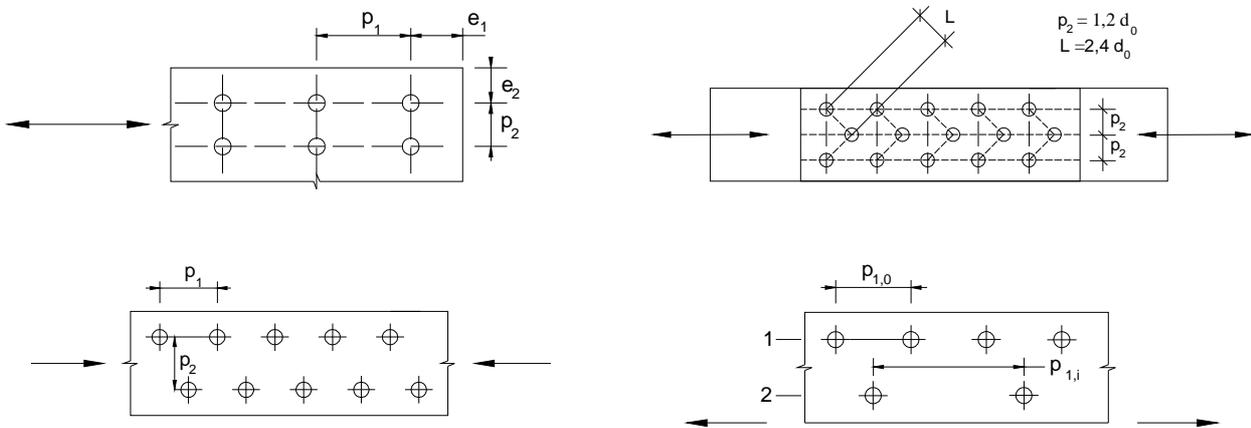 p₁
e₁
e₂
p₂
L
p₂ = 1,2 d₀
L =2,4 d₀
p₂
p₂
p₁
p₂
p₁,₀
1
p₁,ᵢ
2